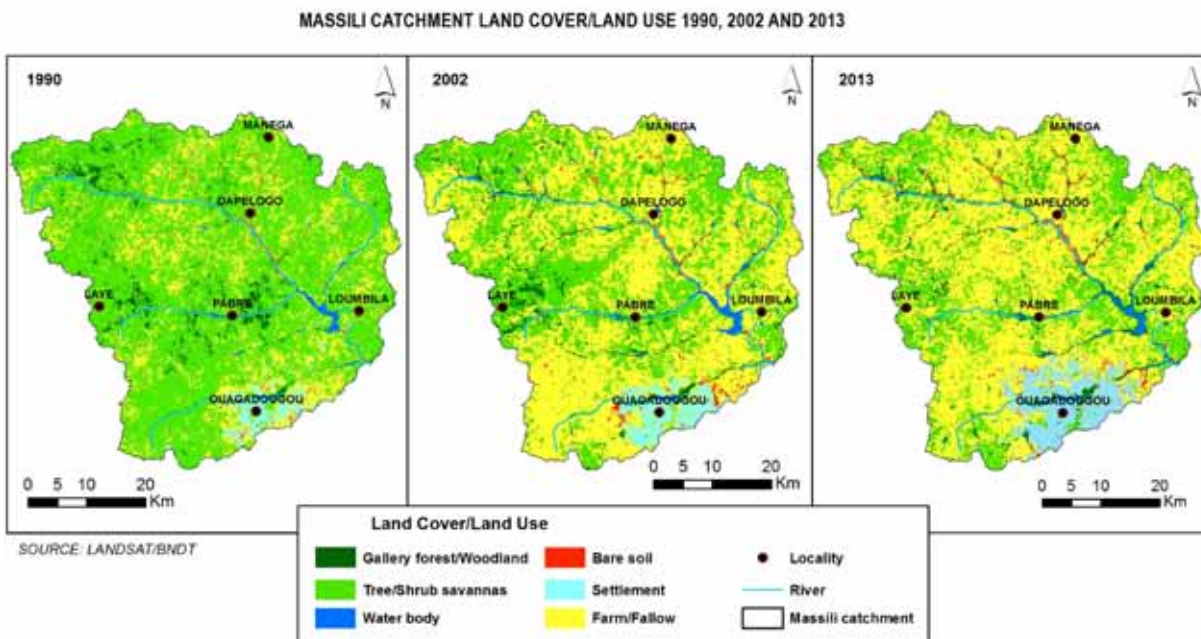 MASSILI CATCHMENT LAND COVER/LAND USE 1990, 2002 AND 2013
1990
N
MANEGA
DAPELOGO
LAYE
PABRE
LOUMBILA
OUAGADOUGOU
0 5 10 20
Km
2002
N
MANEGA
DAPELOGO
LAYE
PABRE
LOUMBILA
OUAGADOUGOU
0 5 10 20
Km
2013
N
MANEGA
DAPELOGO
LAYE
PABRE
LOUMBILA
OUAGADOUGOU
0 5 10 20
Km
SOURCE: LANDSAT/BNDT
Land Cover/Land Use
Gallery forest/Woodland
Bare soil
Locality
Tree/Shrub savannas
Settlement
River
Water body
Farm/Fallow
Massili catchment